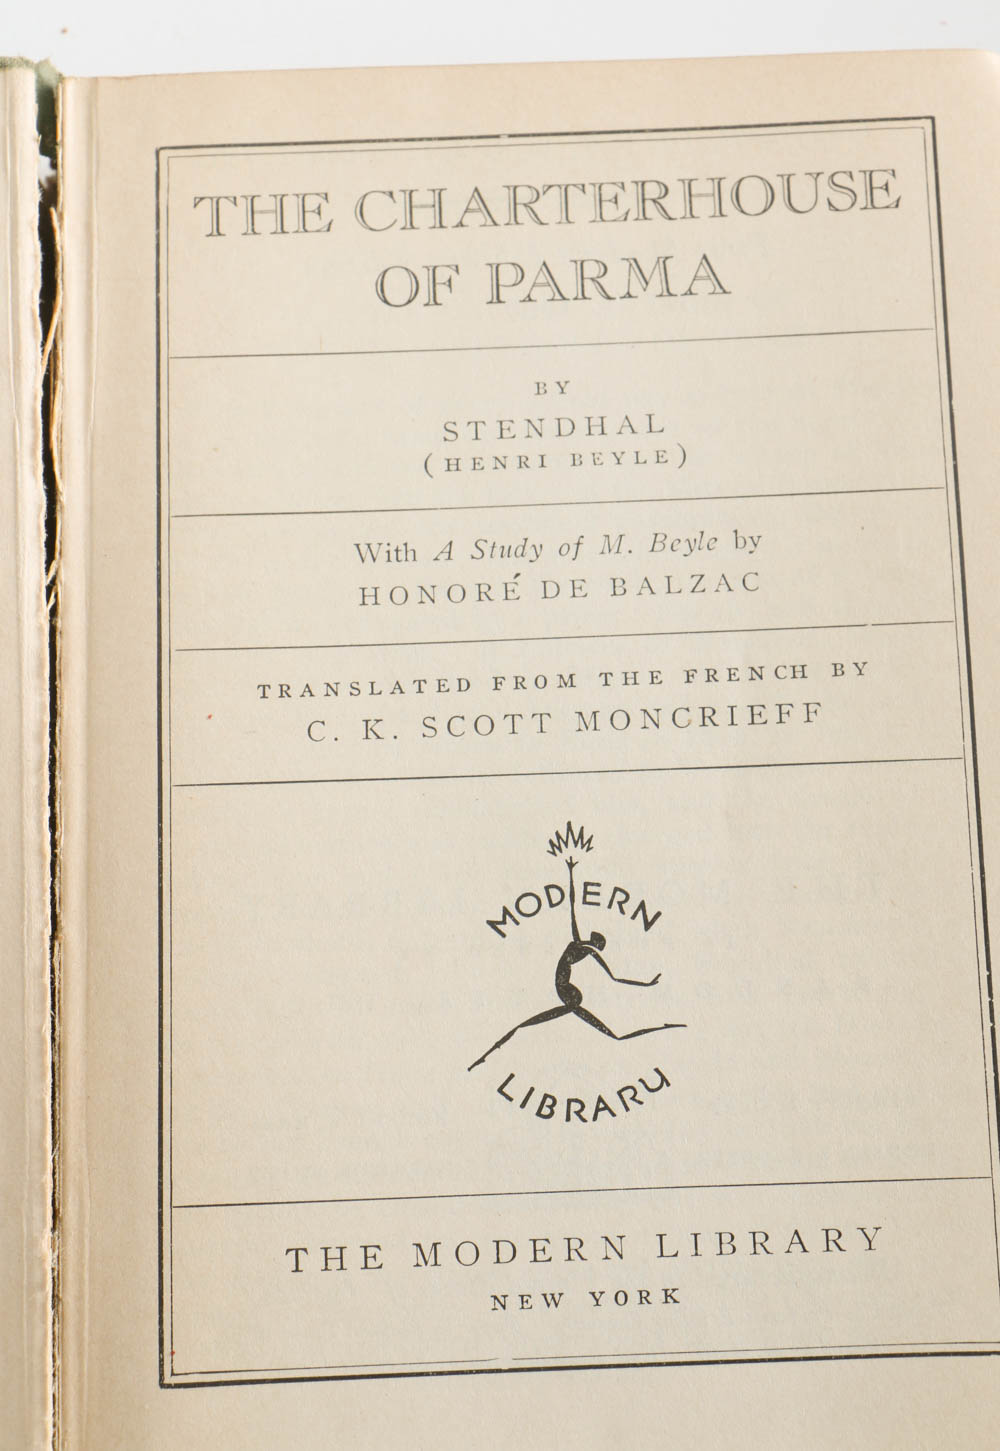 THE CHARTERHOUSE
OF PARMA
BY
STENDHAL
(HENRI BEYLE)
With A Study of M. Beyle by
HONORÉ DE BALZAC
TRANSLATED FROM THE FRENCH BY
C. K. SCOTT MONCRIEFF
MODERN
LIBRARY
THE MODERN LIBRARY
NEW YORK